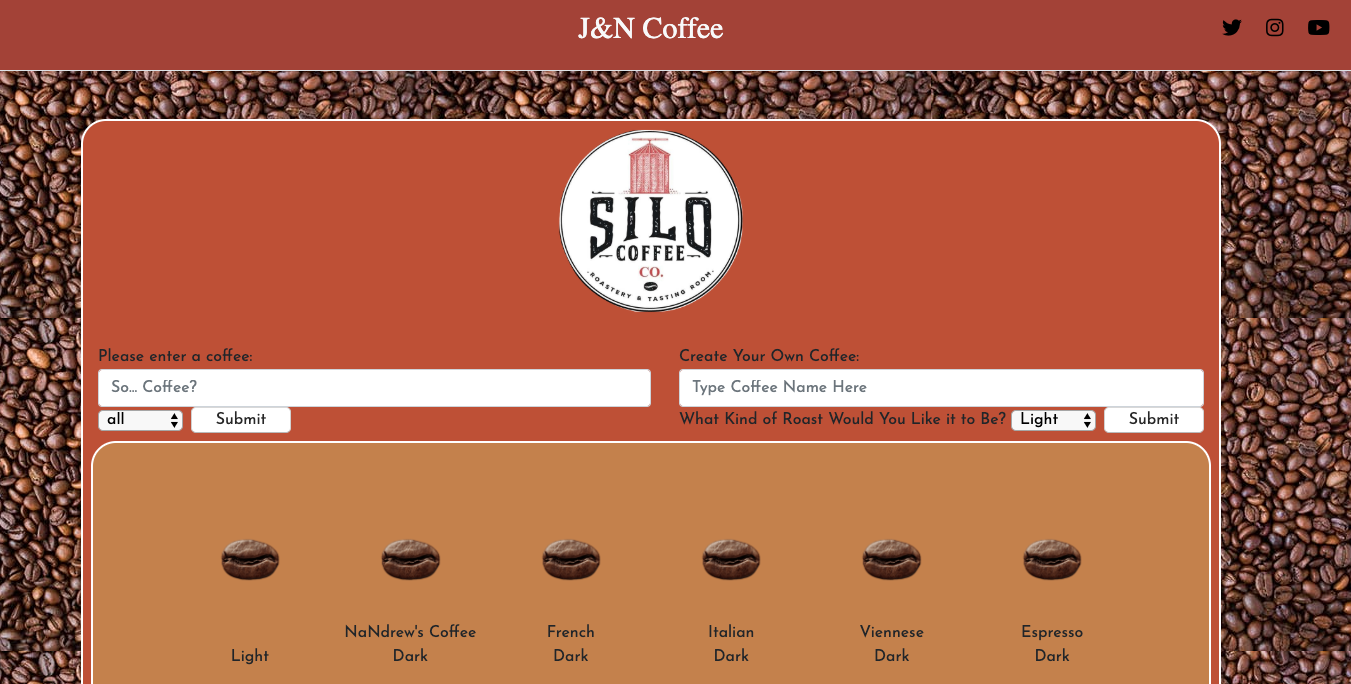 J&N Coffee
SILO
COFFEE
CO.
ROASTERY & TASTING ROOM
Please enter a coffee:
So... Coffee?
all
Submit
Create Your Own Coffee:
Type Coffee Name Here
What Kind of Roast Would You Like it to Be? Light Submit
Light
NaNdrew's Coffee
Dark
French
Dark
Italian
Dark
Viennese
Dark
Espresso
Dark